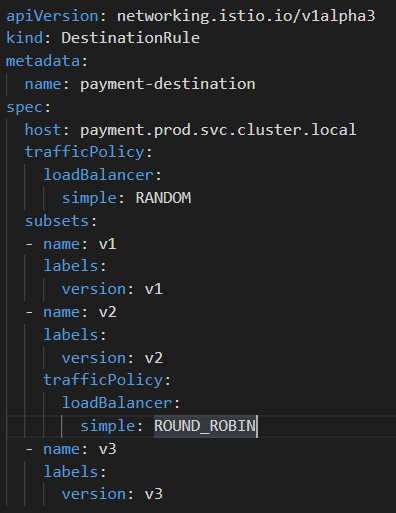 apiVersion: networking.istio.io/v1alpha3
kind: DestinationRule
metadata:
  name: payment-destination
spec:
  host: payment.prod.svc.cluster.local
  trafficPolicy:
    loadBalancer:
      simple: RANDOM
  subsets:
  - name: v1
    labels:
      version: v1
  - name: v2
    labels:
      version: v2
    trafficPolicy:
      loadBalancer:
        simple: ROUND_ROBIN
  - name: v3
    labels:
      version: v3